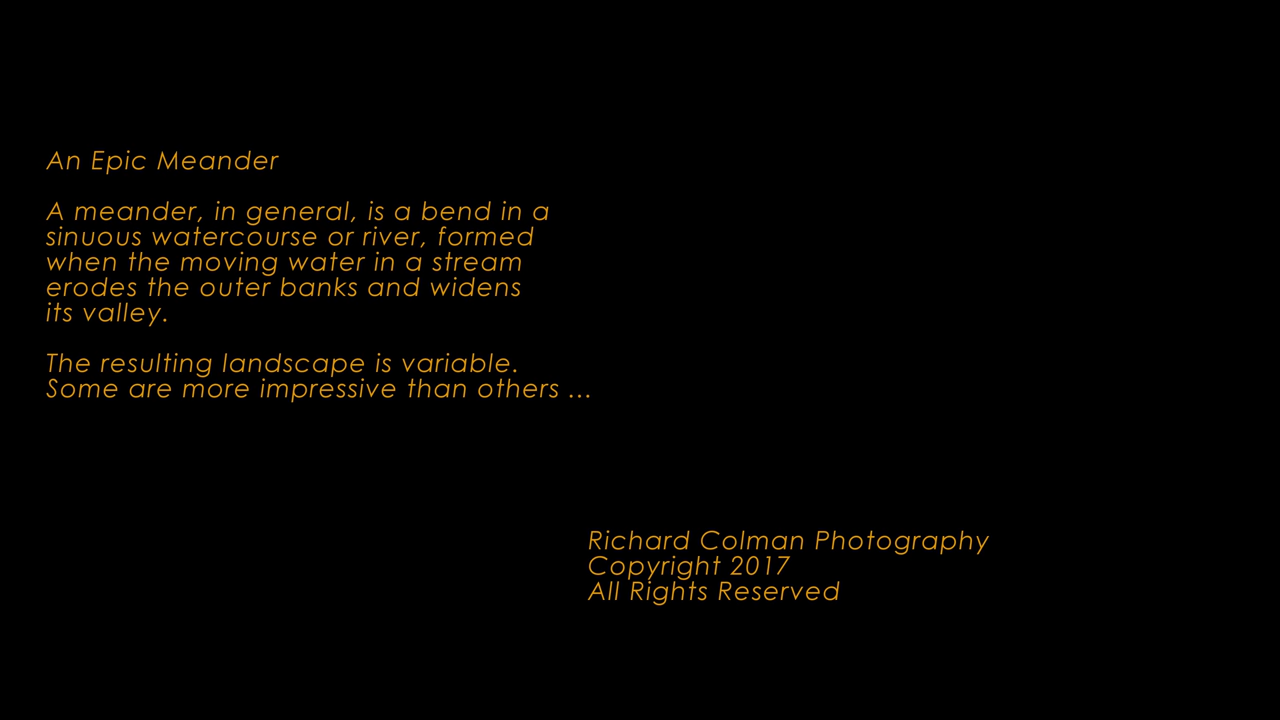 An Epic Meander
A meander, in general, is a bend in a
sinuous watercourse or river, formed
when the moving water in a stream
erodes the outer banks and widens
its valley.
The resulting landscape is variable.
Some are more impressive than others ...
Richard Colman Photography
Copyright 2017
All Rights Reserved